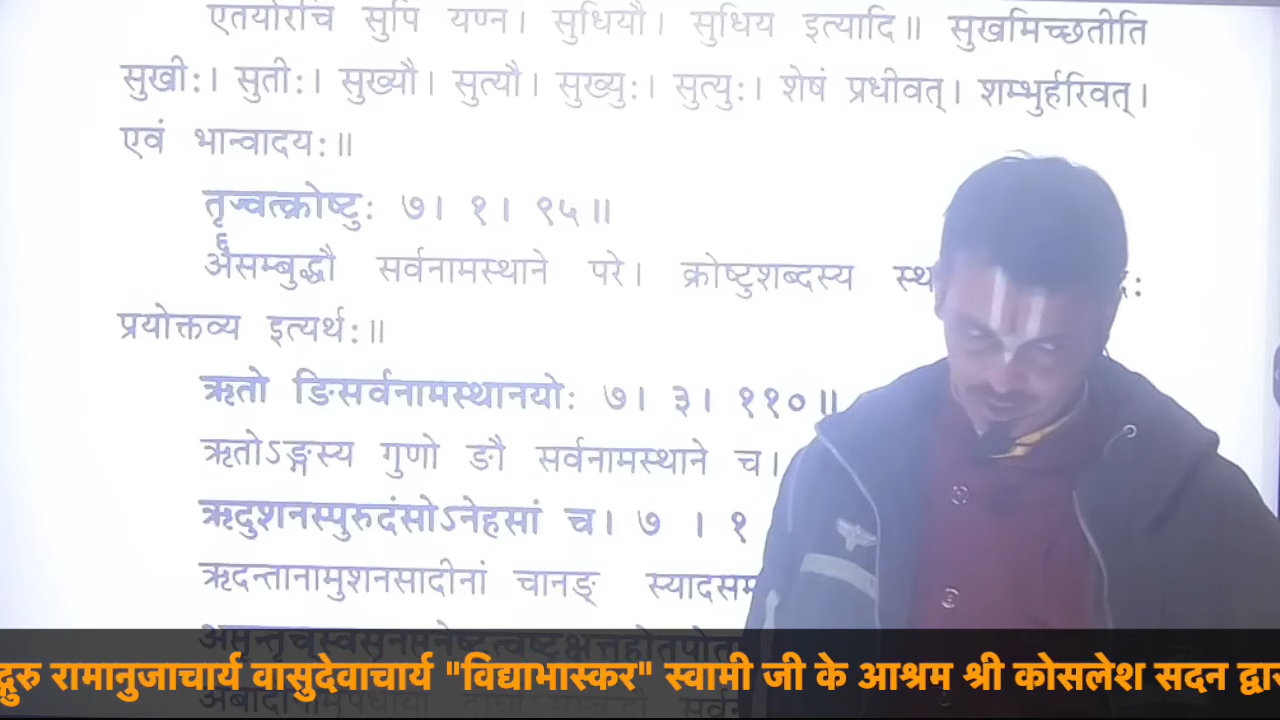 एतयोरचि सुपि यण्न। सुधियौ। सुधिय इत्यादि॥ सुखमिच्छतीति
सुखीः। सुतीः। सुख्यौ। सुत्यौ। सुख्युः। सुत्युः। शेषं प्रधीवत्। शम्भुर्हरिवत्।
एवं भान्वादयः॥
तृज्वत्क्रोष्टुः ७। १। ९५॥
असम्बुद्धौ सर्वनामस्थाने परे। क्रोष्टुशब्दस्य
प्रयोक्तव्य इत्यर्थः॥
ऋतो ङिसर्वनामस्थानयोः ७। ३। ११०॥
ऋतोऽङ्गस्य गुणो ङौ सर्वनामस्थाने च।
ऋदुशनस्पुरुदंसोऽनेहसां च। ७ । १
ऋदन्तानामुशनसादीनां चानङ् स्यादसम
रामानुजाचार्य वासुदेवाचार्य "विद्याभास्कर" स्वामी जी के आश्रम श्री कोसलेश सदन